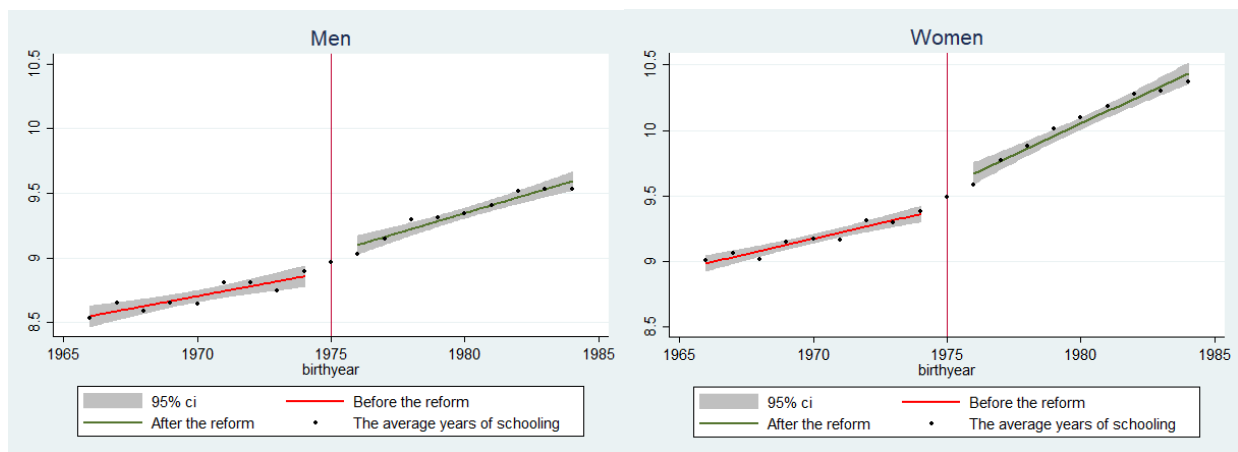 Men
10.5
10
9.5
9
8.5
1965 1970 1975 1980 1985
birthyear
95% ci Before the reform
After the reform The average years of schooling
Women
10.5
10
9.5
9
8.5
1965 1970 1975 1980 1985
birthyear
95% ci Before the reform
After the reform The average years of schooling